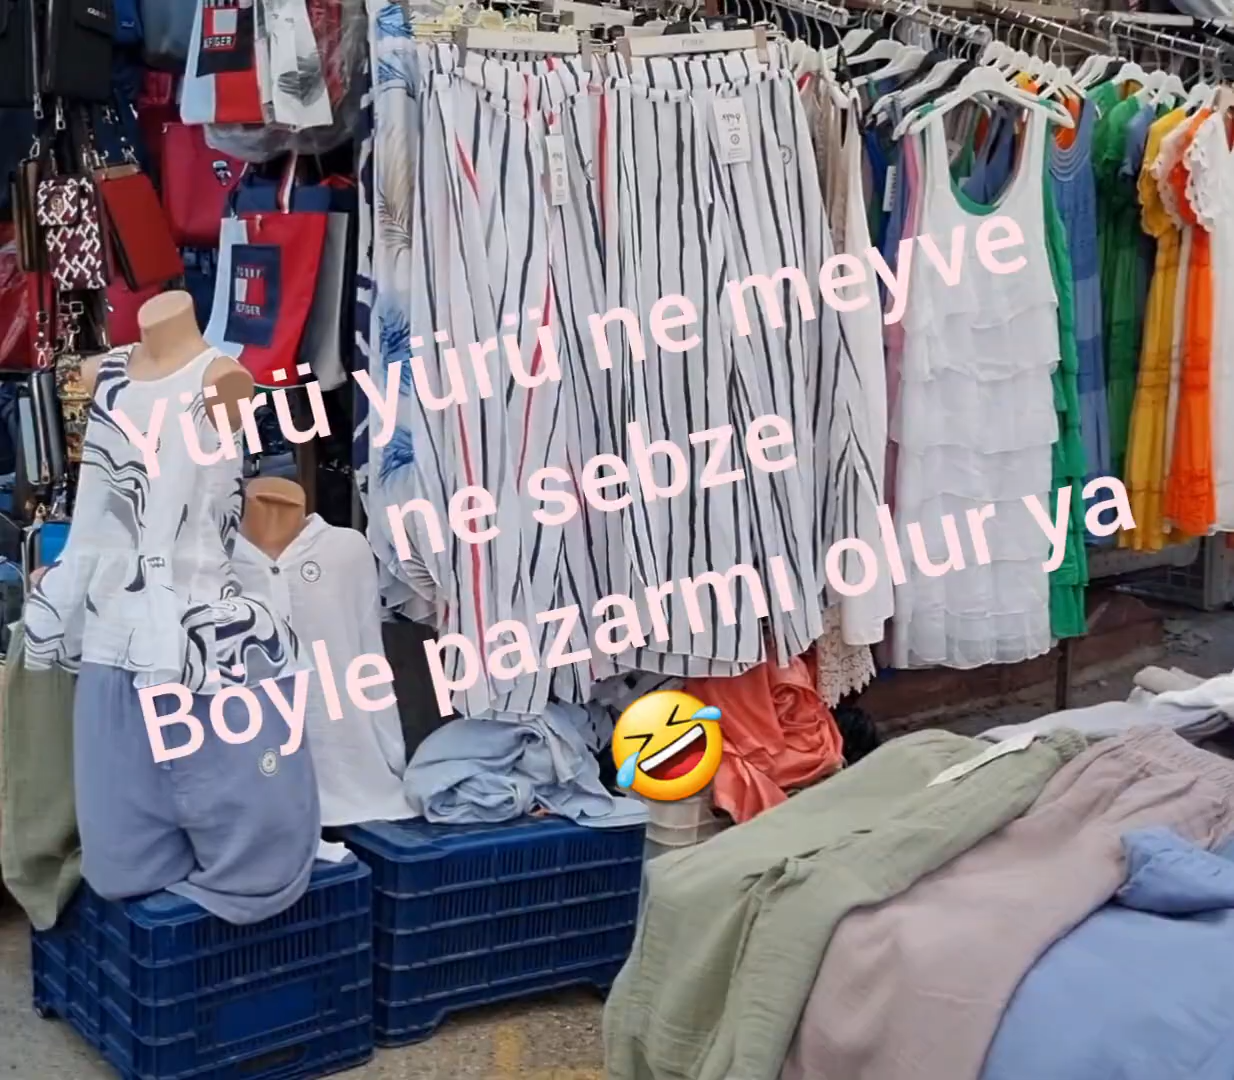 Yürü yürü ne meyve
ne sebze
Böyle pazarmı olur ya
TOMMY
HILFIGER